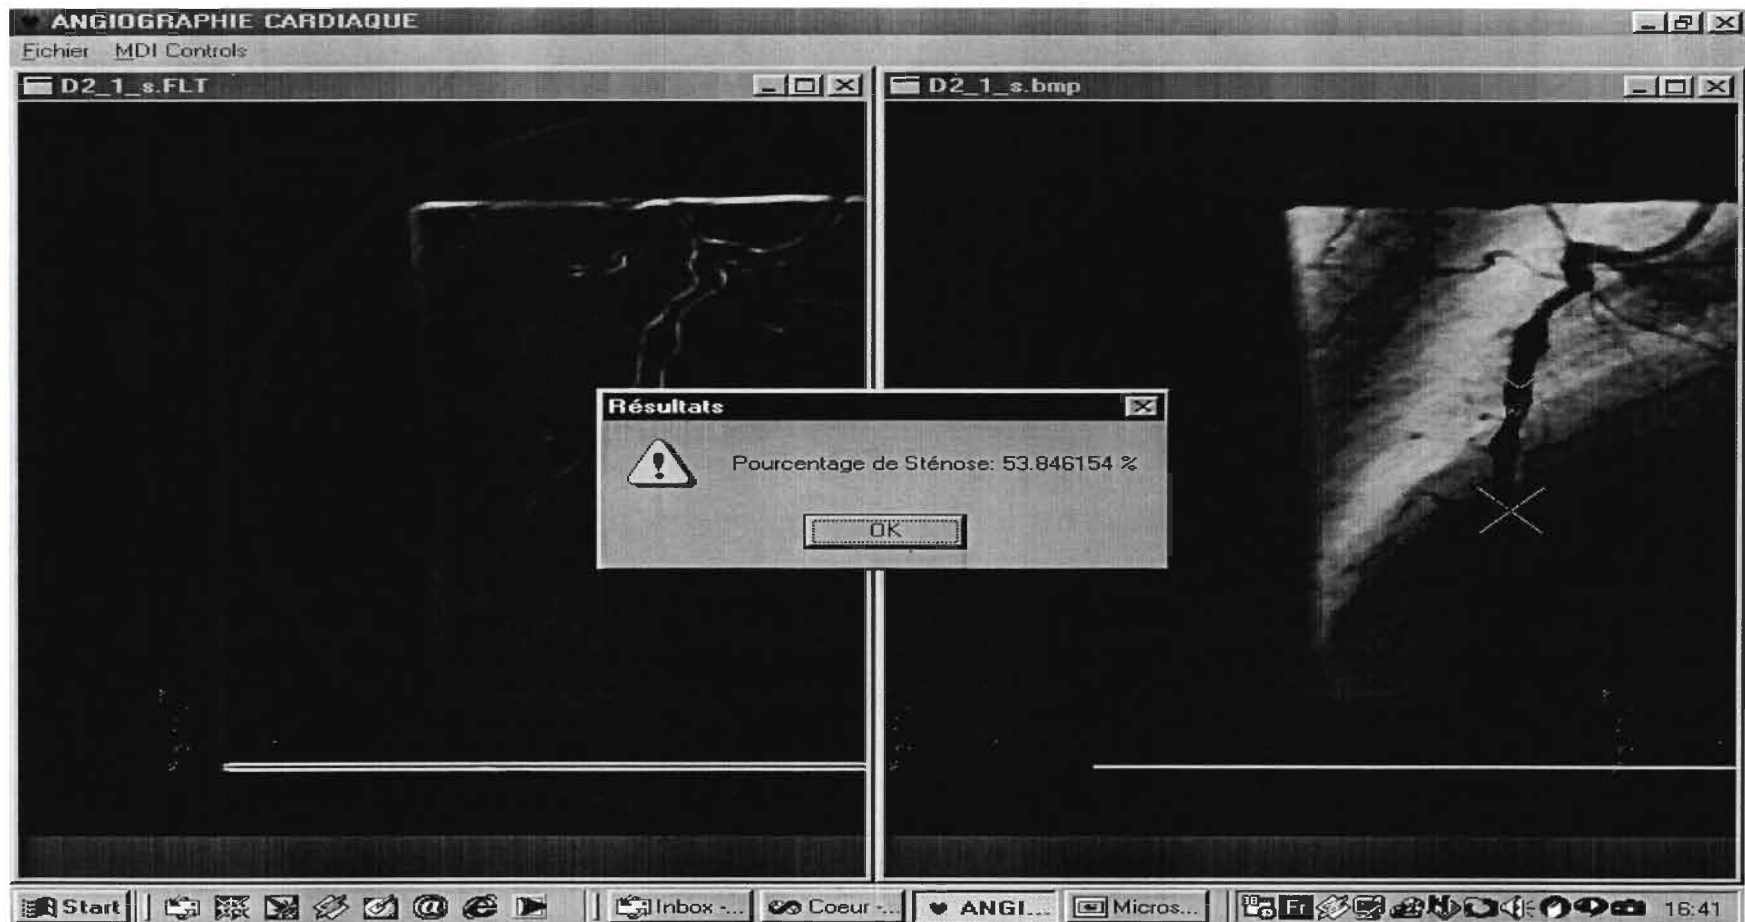 ANGIOGRAPHIE CARDIAQUE
Fichier MDI Controls
D2_1_s.FLT
D2_1_s.bmp
Résultats
Pourcentage de Sténose: 53.846154 %
OK
Start
Inbox -...
Coeur -...
ANGI...
Micros...
Fr
16:41